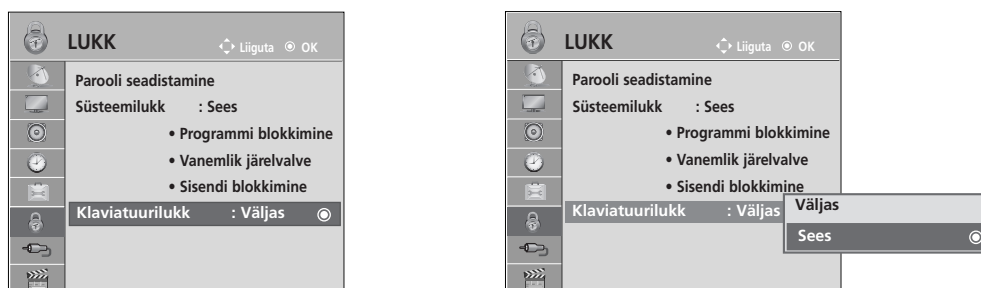 LUKK
Liiguta OK
Parooli seadistamine
Süsteemilukk : Sees
• Programmi blokkimine
• Vanemlik järelvalve
• Sisendi blokkimine
Klaviatuurilukk : Väljas
LUKK
Liiguta OK
Parooli seadistamine
Süsteemilukk : Sees
• Programmi blokkimine
• Vanemlik järelvalve
• Sisendi blokkimine
Klaviatuurilukk : Väljas
Väljas
Sees